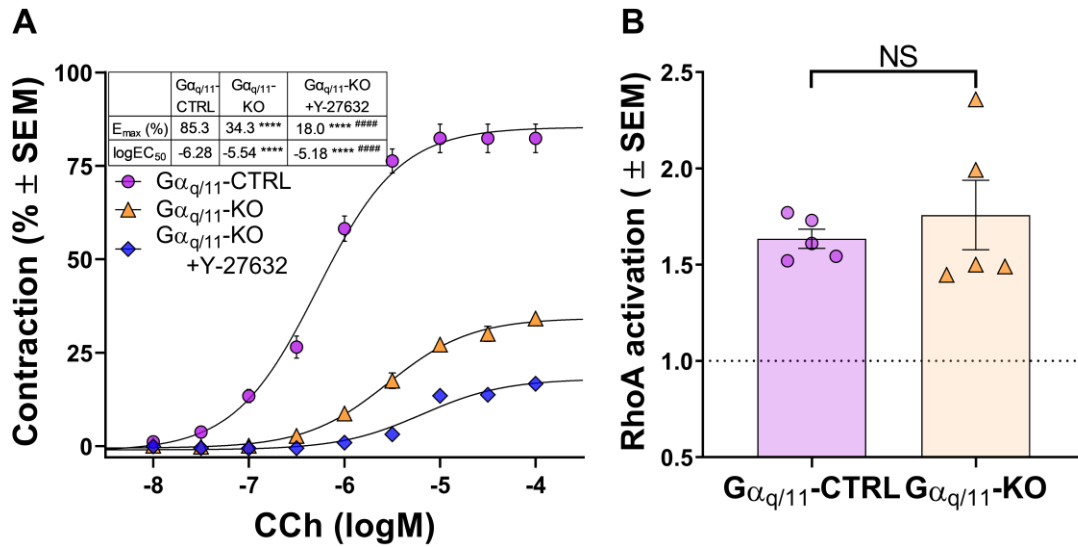 A
Contraction (% ± SEM)
100
75
50
25
0
Gαq/11- Gαq/11- Gαq/11-KO
CTRL KO +Y-27632
Emax (%) 85.3 34.3 **** 18.0 **** ####
logEC50 -6.28 -5.54 **** -5.18 **** ####
Gαq/11-CTRL
Gαq/11-KO
Gαq/11-KO
+Y-27632
-8 -7 -6 -5 -4
CCh (logM)
B
NS
RhoA activation ( ± SEM)
2.5
2.0
1.5
1.0
0.5
Gαq/11-CTRL Gαq/11-KO